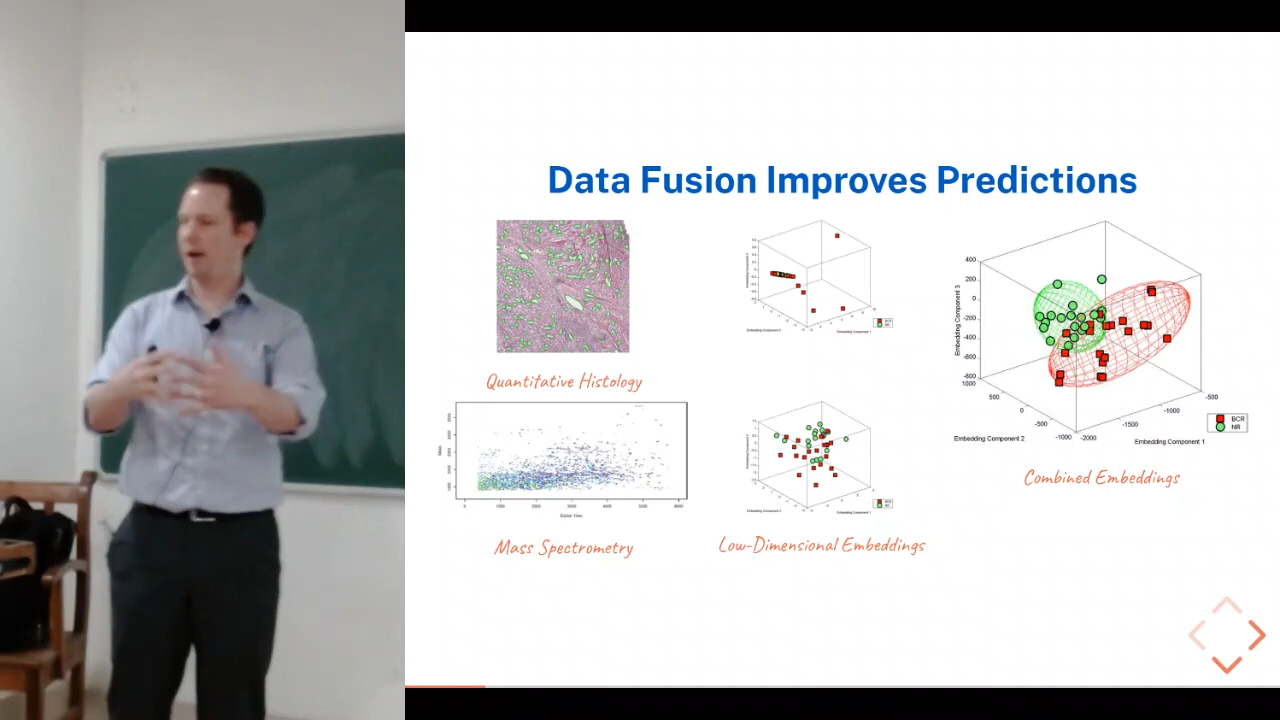 Data Fusion Improves Predictions
Quantitative Histology
Mass Spectrometry
Low-Dimensional Embeddings
400
200
0
-200
-400
-600
-800
1000
500
0
-500
-1000
-2000
-1500
-1000
-500
Embedding Component 3
Embedding Component 2
Embedding Component 1
BCR
NR
Combined Embeddings